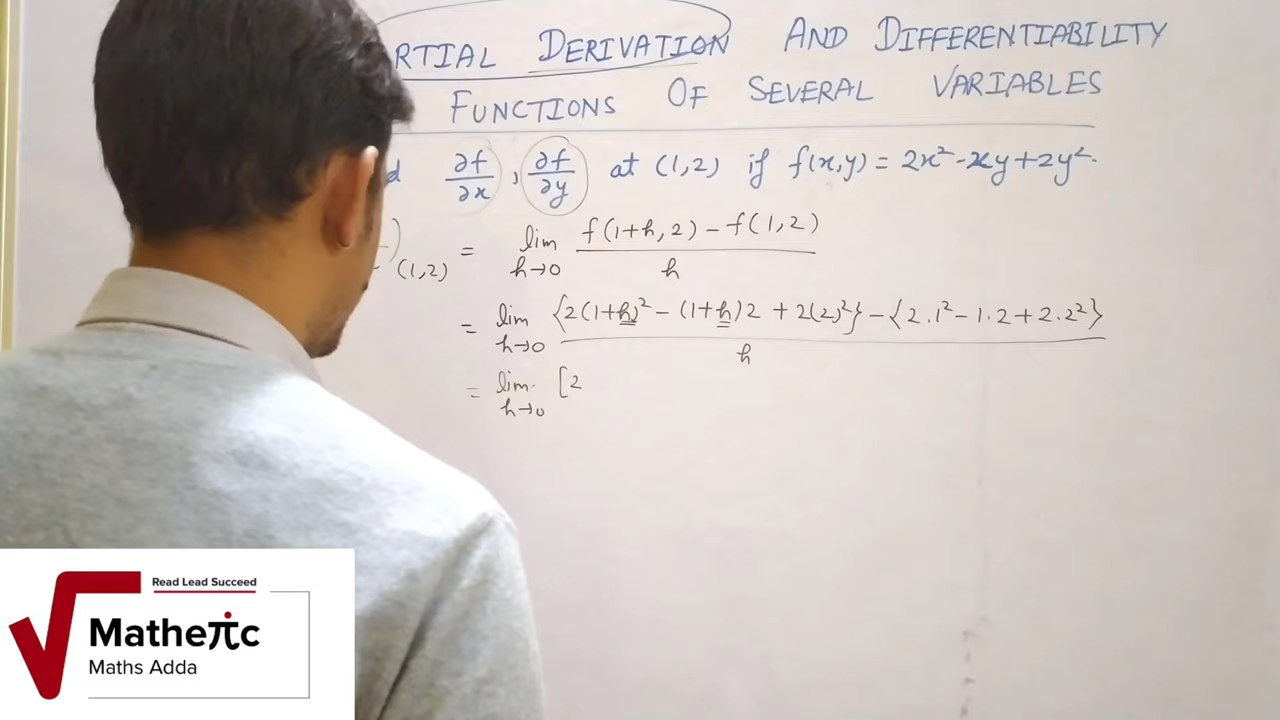 RTIAL DERIVATION AND DIFFERENTIABILITY
FUNCTIONS OF SEVERAL VARIABLES
d ∂f/∂x , ∂f/∂y at (1,2) if f(x,y) = 2x² - xy + 2y².
)(1,2) = lim h→0 f(1+h, 2) - f(1,2) / h
= lim h→0 {2(1+h)² - (1+h)2 + 2(2)²} - {2.1² - 1.2 + 2.2²} / h
= lim h→0 [2
Read Lead Succeed
Matheπc
Maths Adda